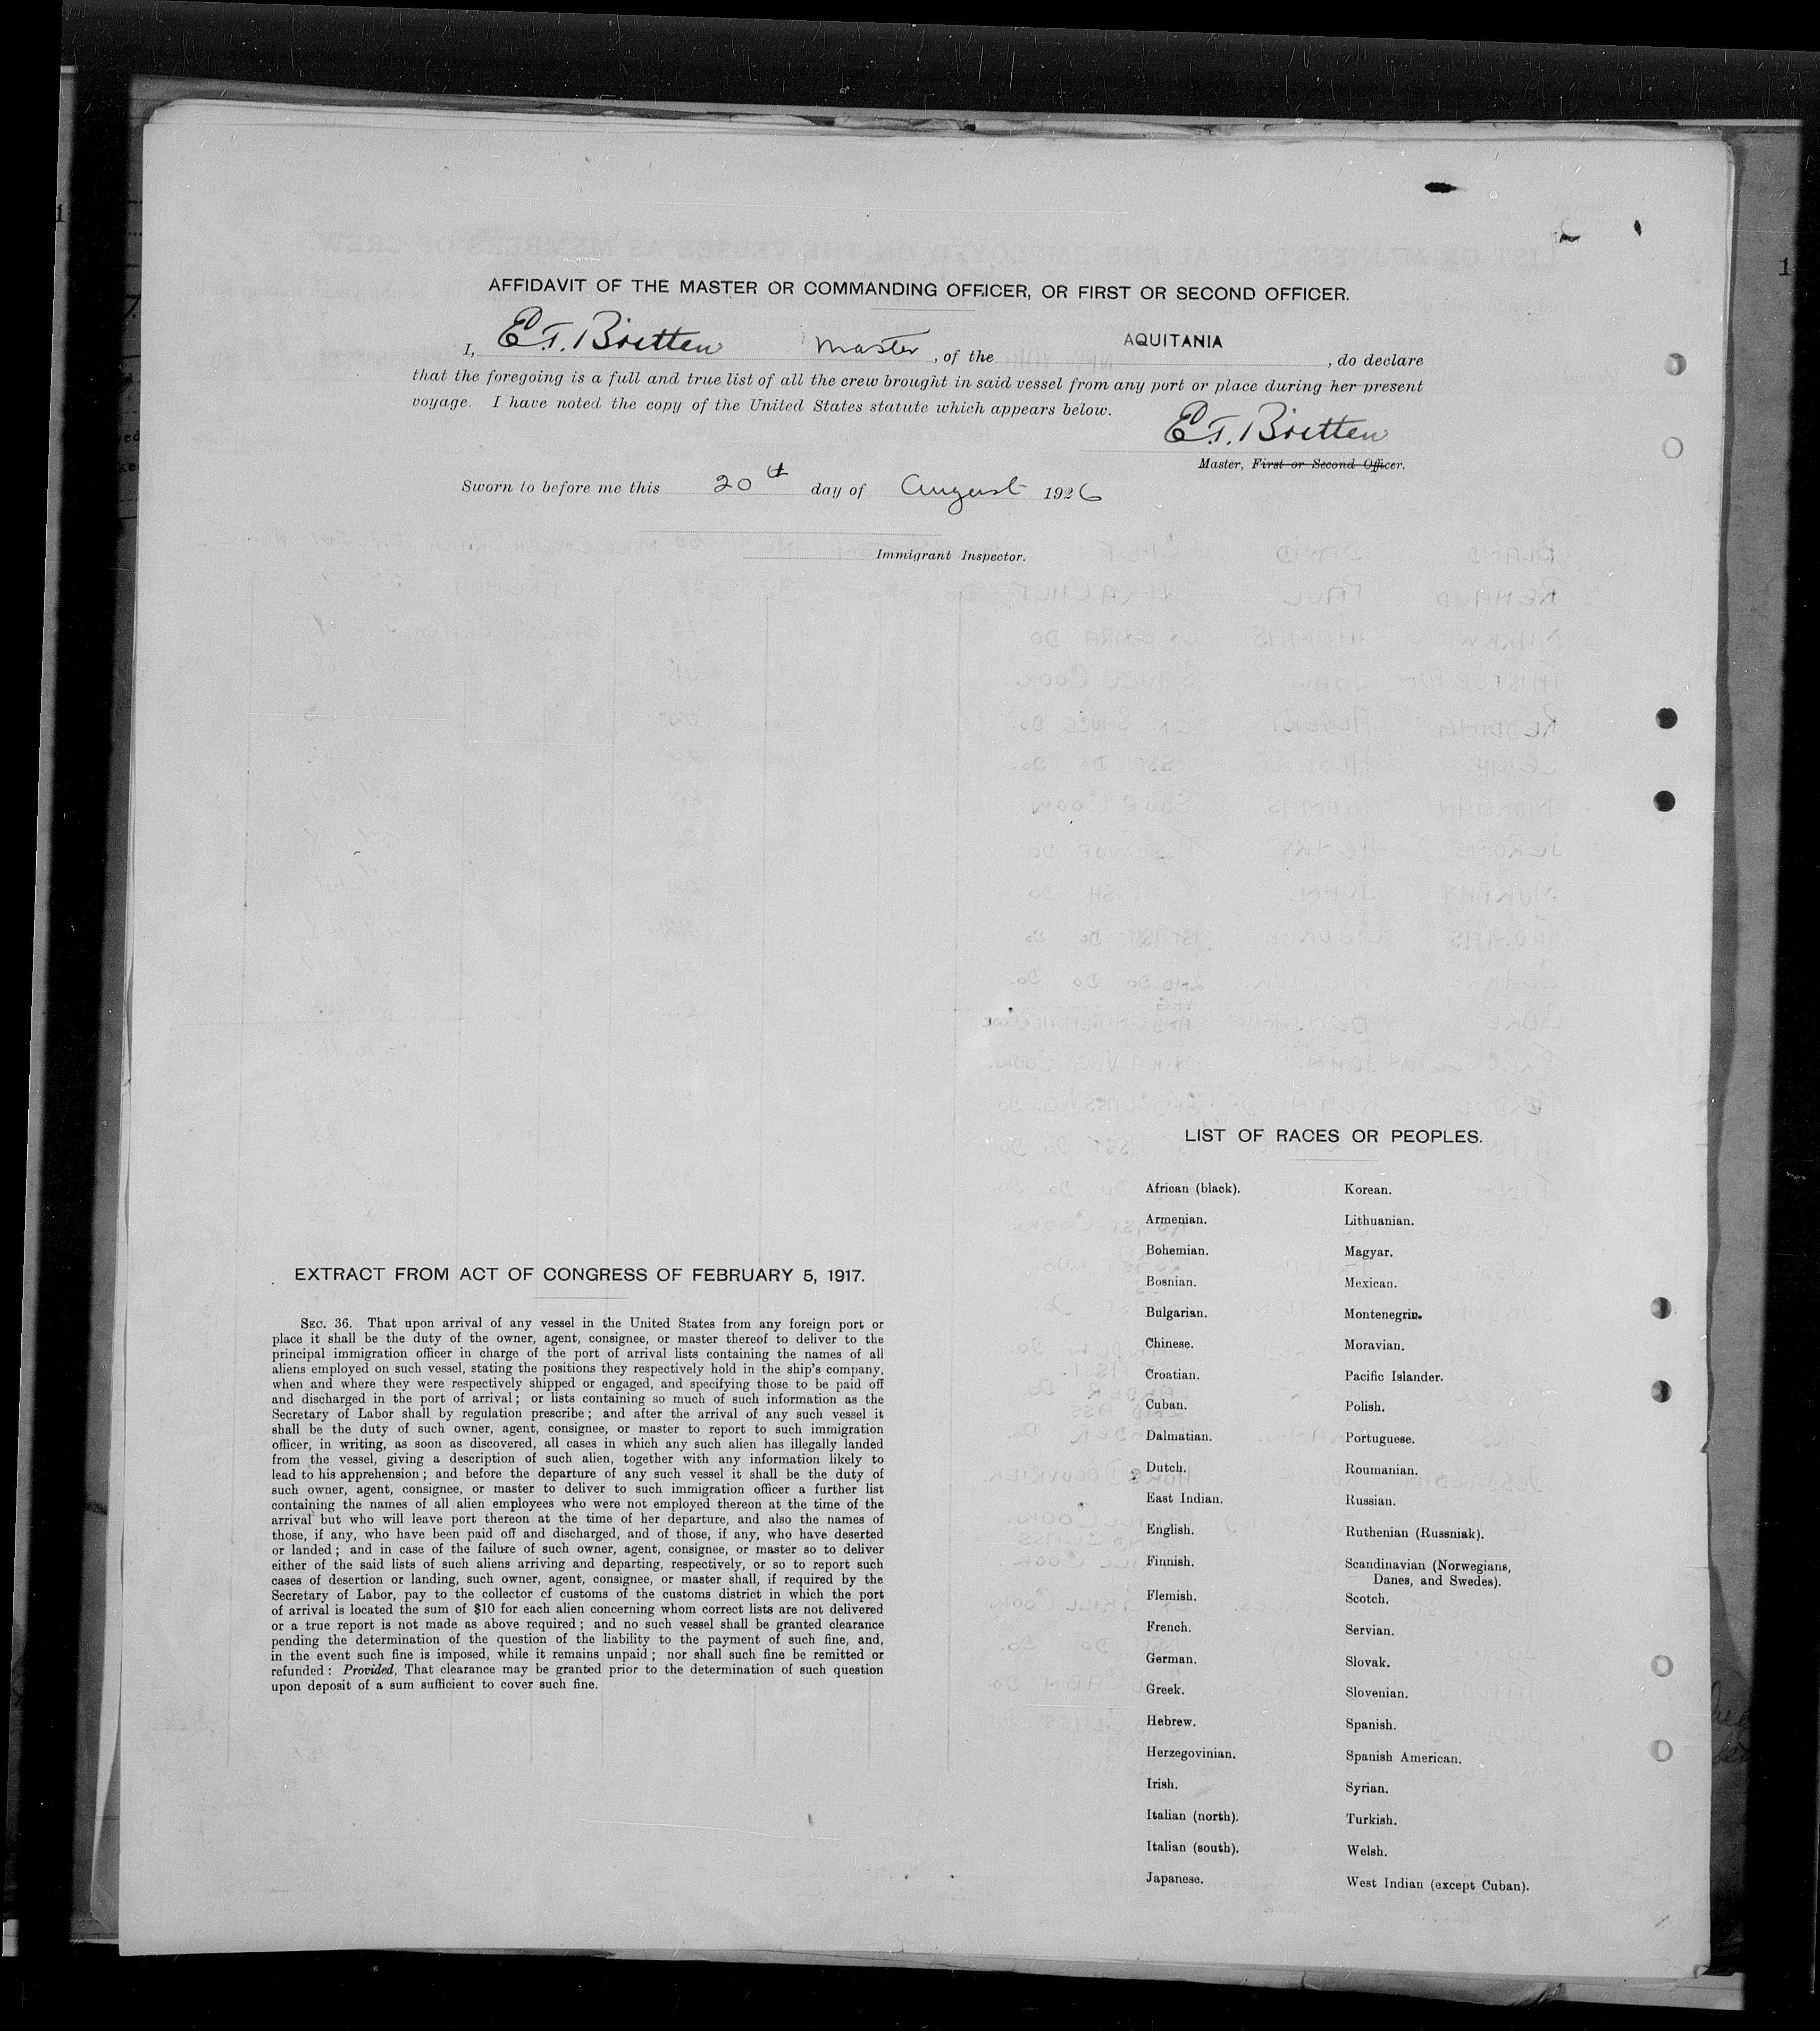 AFFIDAVIT OF THE MASTER OR COMMANDING OFFICER, OR FIRST OR SECOND OFFICER.
I, E.T. Britten Master, of the AQUITANIA, do declare
that the foregoing is a full and true list of all the crew brought in said vessel from any port or place during her present
voyage. I have noted the copy of the United States statute which appears below.
E.T. Britten
Master, First or Second Officer.
Sworn to before me this 20th day of August 1926
Immigrant Inspector.
EXTRACT FROM ACT OF CONGRESS OF FEBRUARY 5, 1917.
SEC. 36. That upon arrival of any vessel in the United States from any foreign port or
place it shall be the duty of the owner, agent, consignee, or master thereof to deliver to the
principal immigration officer in charge of the port of arrival lists containing the names of all
aliens employed on such vessel, stating the positions they respectively hold in the ship's company,
when and where they were respectively shipped or engaged, and specifying those to be paid off
and discharged in the port of arrival; or lists containing so much of such information as the
Secretary of Labor shall by regulation prescribe; and after the arrival of any such vessel it
shall be the duty of such owner, agent, consignee, or master to report to such immigration
officer, in writing, as soon as discovered, all cases in which any such alien has illegally landed
from the vessel, giving a description of such alien, together with any information likely to
lead to his apprehension; and before the departure of any such vessel it shall be the duty of
such owner, agent, consignee, or master to deliver to such immigration officer a further list
containing the names of all alien employees who were not employed thereon at the time of the
arrival but who will leave port thereon at the time of her departure, and also the names of
those, if any, who have been paid off and discharged, and of those, if any, who have deserted
or landed; and in case of the failure of such owner, agent, consignee, or master so to deliver
either of the said lists of such aliens arriving and departing, respectively, or so to report such
cases of desertion or landing, such owner, agent, consignee, or master shall, if required by the
Secretary of Labor, pay to the collector of customs of the customs district in which the port
of arrival is located the sum of $10 for each alien concerning whom correct lists are not delivered
or a true report is not made as above required; and no such vessel shall be granted clearance
pending the determination of the question of the liability to the payment of such fine, and,
in the event such fine is imposed, while it remains unpaid; nor shall such fine be remitted or
refunded: Provided, That clearance may be granted prior to the determination of such question
upon deposit of a sum sufficient to cover such fine.
LIST OF RACES OR PEOPLES.
African (black).
Armenian.
Bohemian.
Bosnian.
Bulgarian.
Chinese.
Croatian.
Cuban.
Dalmatian.
Dutch.
East Indian.
English.
Finnish.
Flemish.
French.
German.
Greek.
Hebrew.
Herzegovinian.
Irish.
Italian (north).
Italian (south).
Japanese.
Korean.
Lithuanian.
Magyar.
Mexican.
Montenegrin.
Moravian.
Pacific Islander.
Polish.
Portuguese.
Roumanian.
Russian.
Ruthenian (Russniak).
Scandinavian (Norwegians,
Danes, and Swedes).
Scotch.
Servian.
Slovak.
Slovenian.
Spanish.
Spanish American.
Syrian.
Turkish.
Welsh.
West Indian (except Cuban).